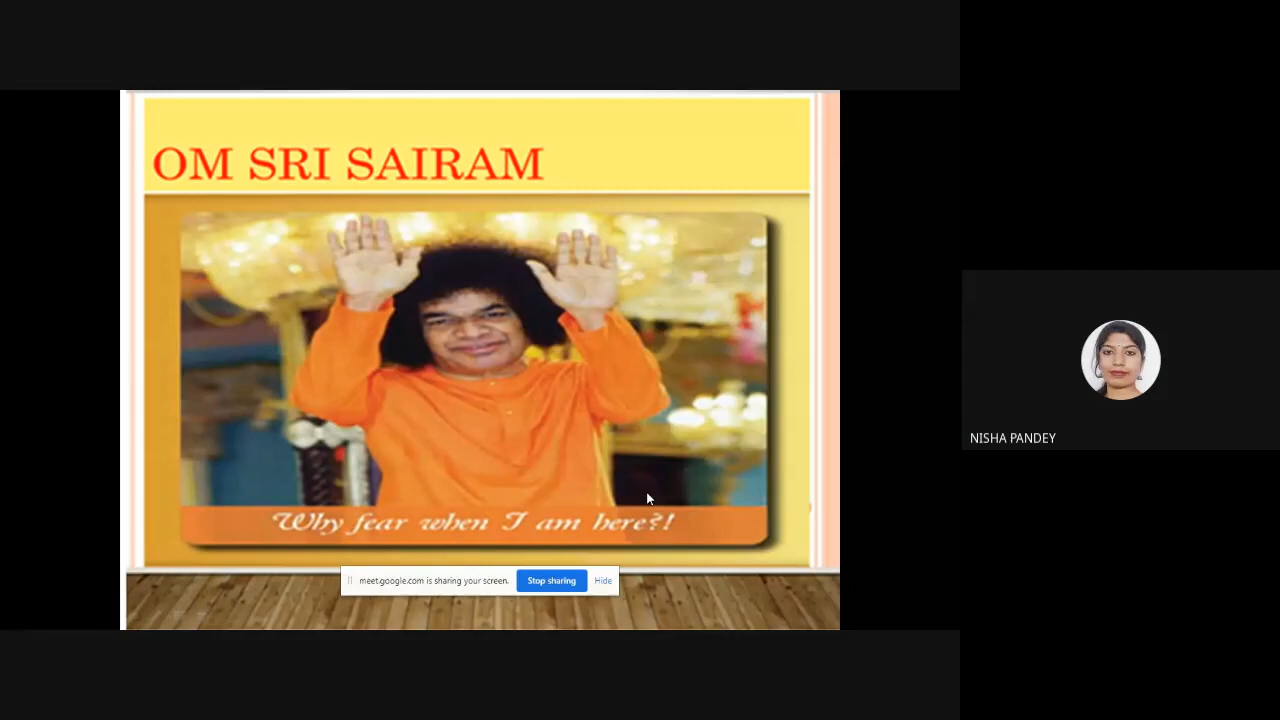 OM SRI SAIRAM
Why fear when I am here?!
meet.google.com is sharing your screen. Stop sharing Hide
NISHA PANDEY